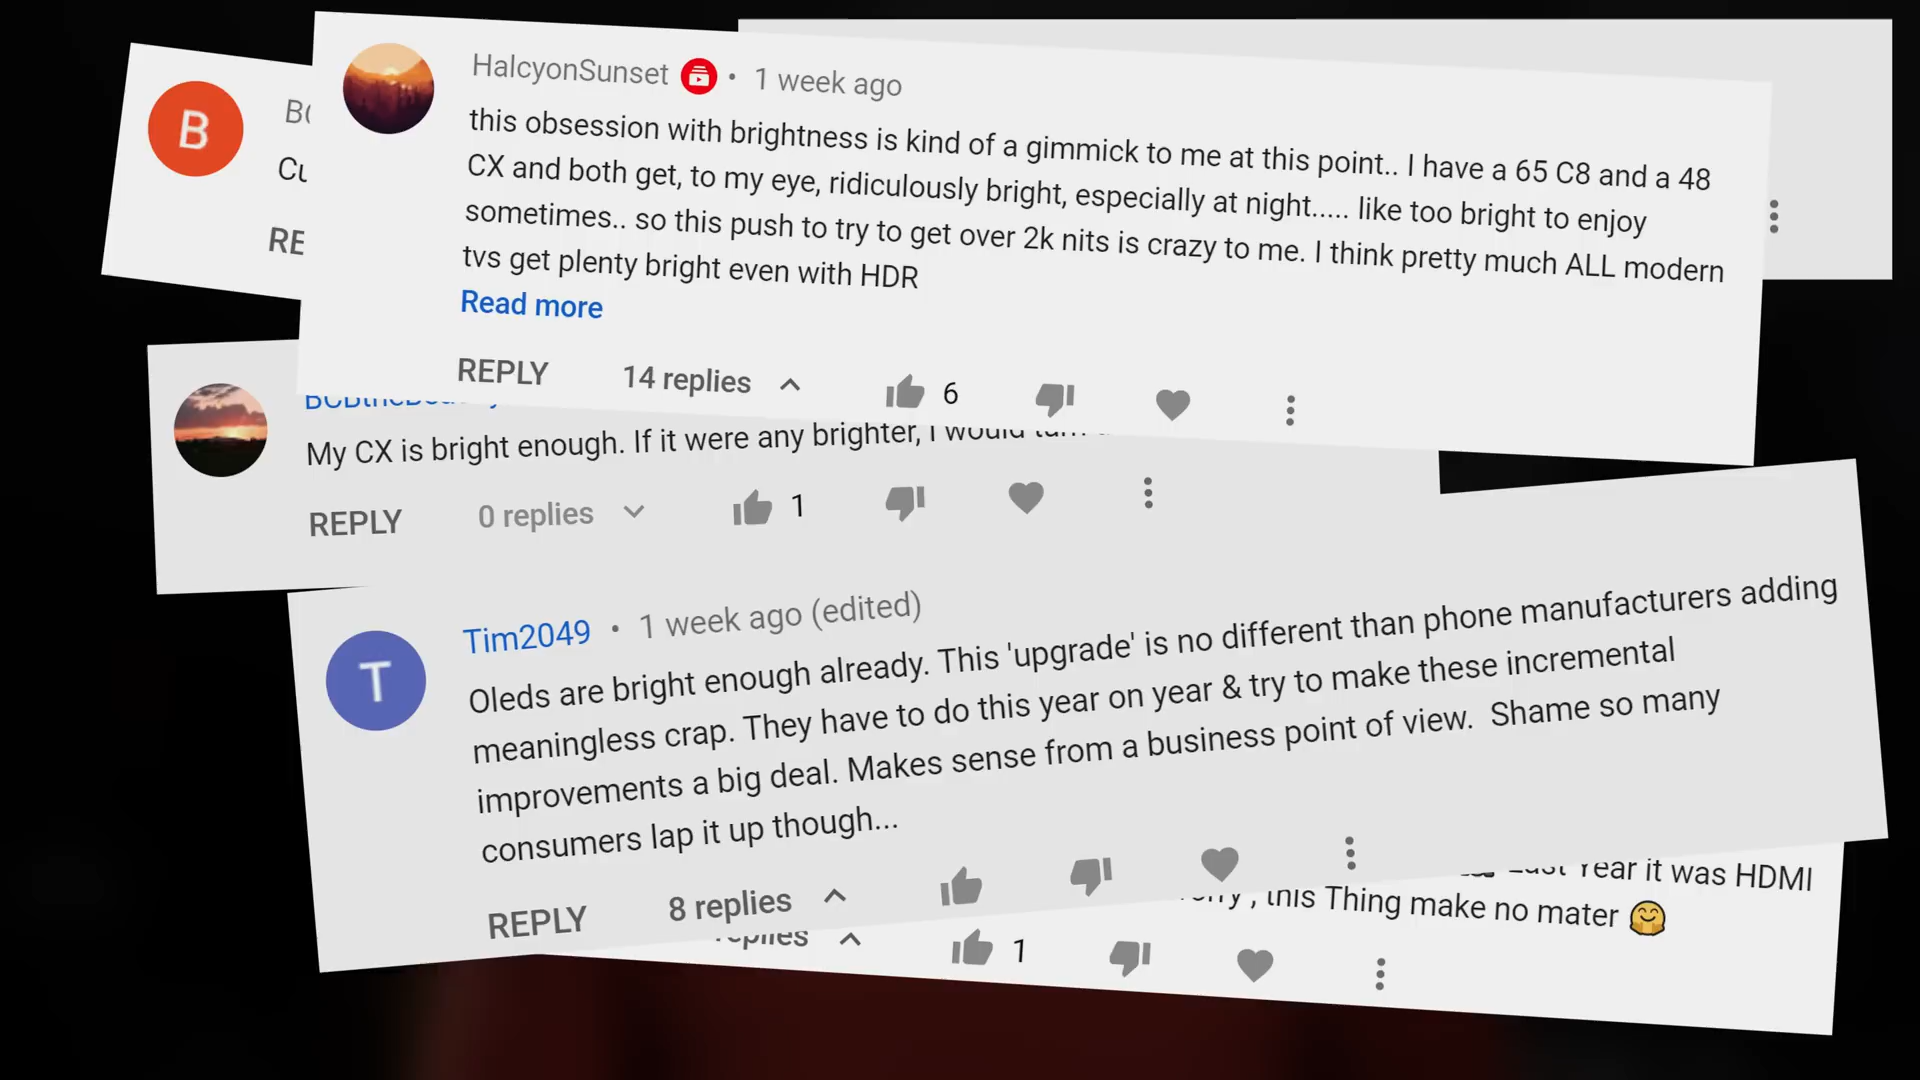 B
HalcyonSunset • 1 week ago
this obsession with brightness is kind of a gimmick to me at this point.. I have a 65 C8 and a 48
CX and both get, to my eye, ridiculously bright, especially at night..... like too bright to enjoy
sometimes.. so this push to try to get over 2k nits is crazy to me. I think pretty much ALL modern
tvs get plenty bright even with HDR
Read more
REPLY 14 replies 6
My CX is bright enough. If it were any brighter, I would
REPLY 0 replies 1
T
Tim2049 • 1 week ago (edited)
Oleds are bright enough already. This 'upgrade' is no different than phone manufacturers adding
meaningless crap. They have to do this year on year & try to make these incremental
improvements a big deal. Makes sense from a business point of view. Shame so many
consumers lap it up though...
REPLY 8 replies
Last Year it was HDMI
, this Thing make no mater 🤗
replies 1